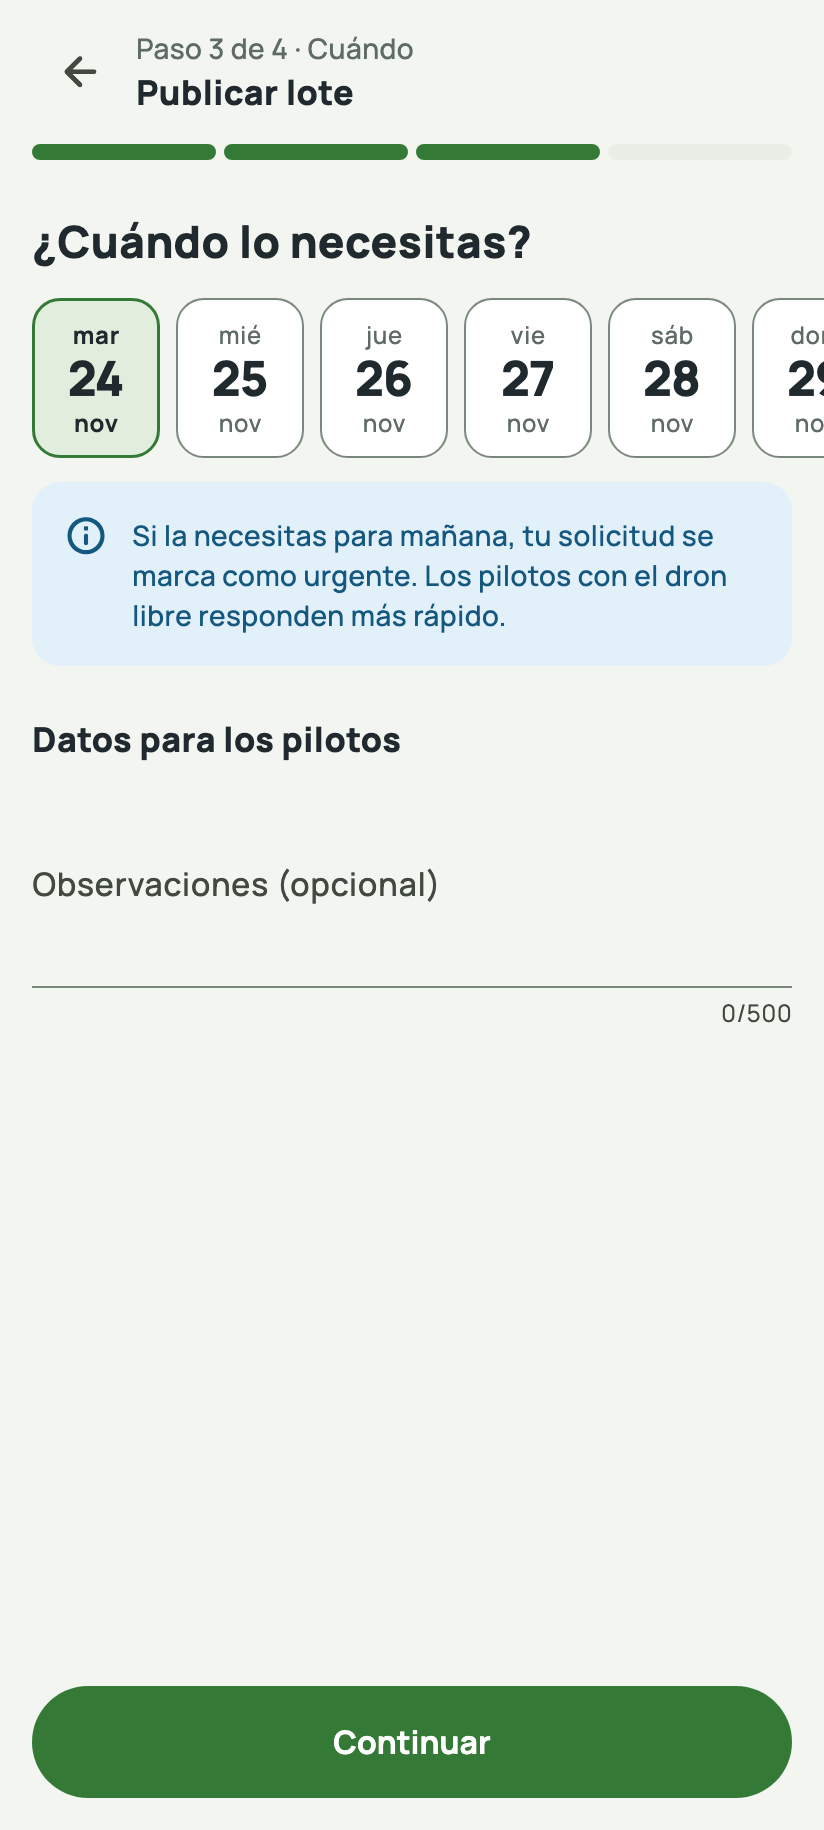 Paso 3 de 4 · Cuándo
Publicar lote
¿Cuándo lo necesitas?
mar
24
nov
mié
25
nov
jue
26
nov
vie
27
nov
sáb
28
nov
Si la necesitas para mañana, tu solicitud se
marca como urgente. Los pilotos con el dron
libre responden más rápido.
Datos para los pilotos
Observaciones (opcional)
0/500
Continuar